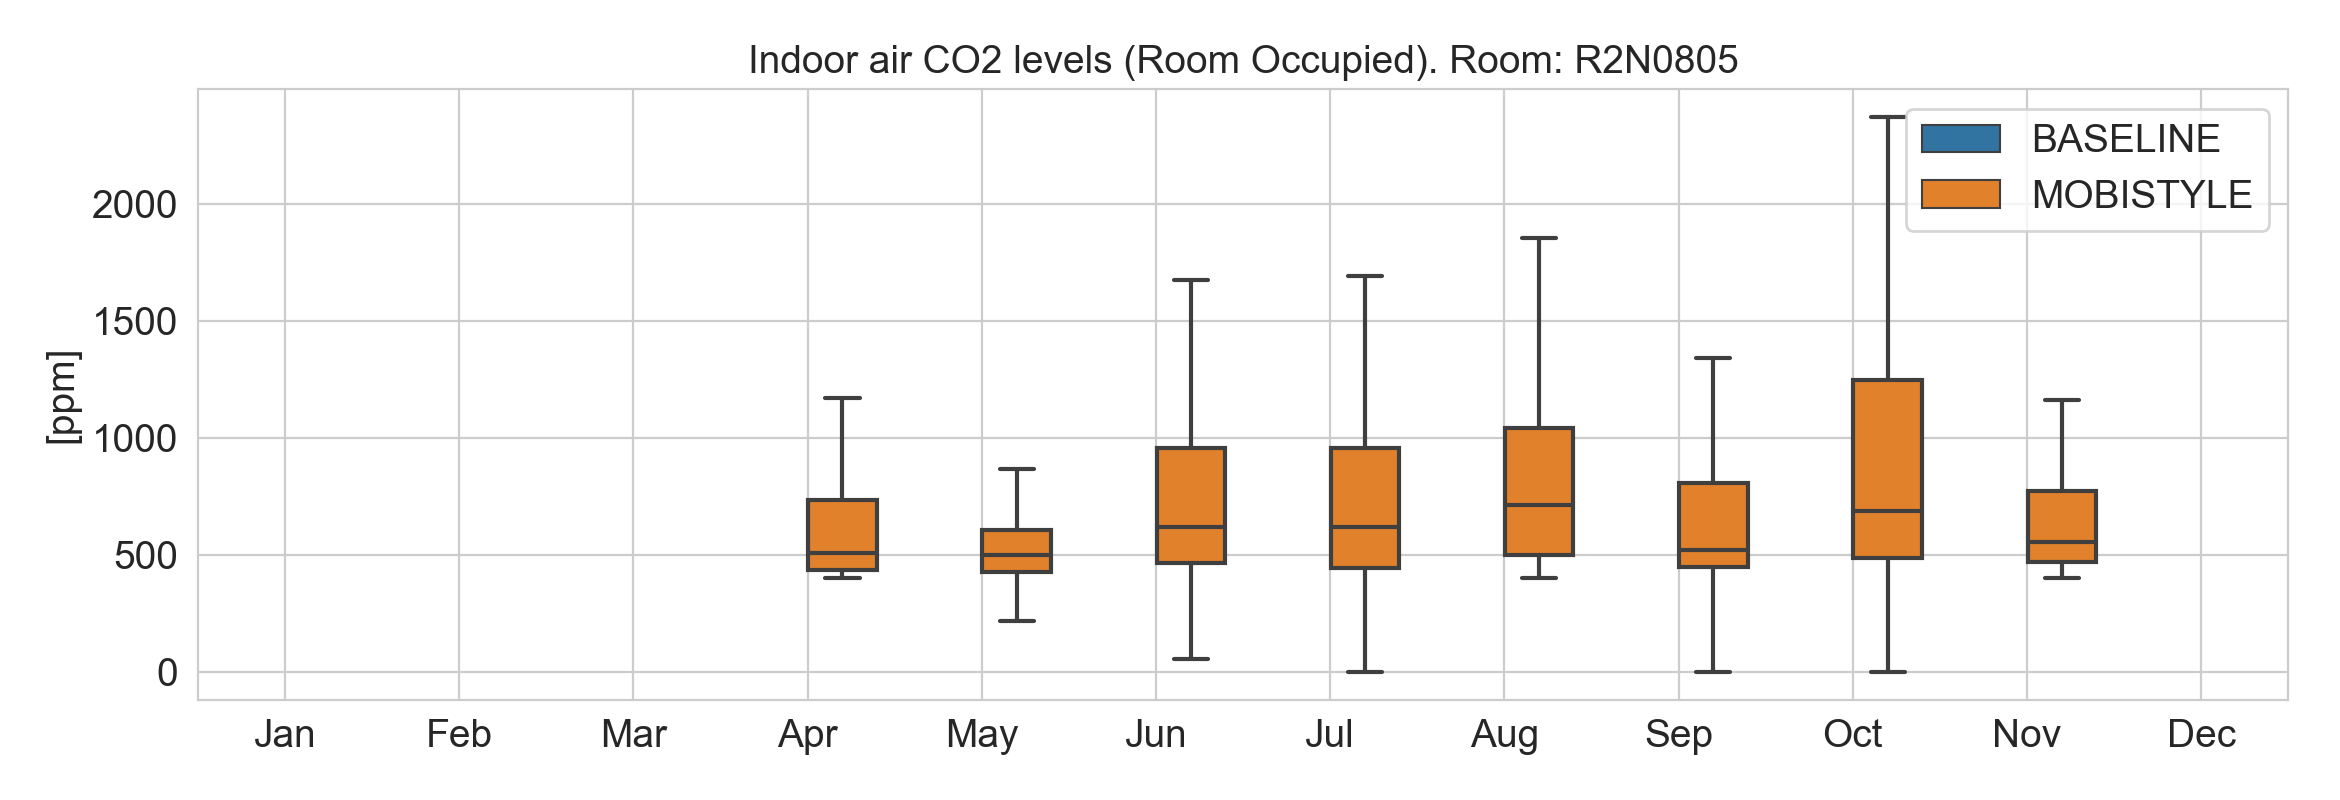 Indoor air CO2 levels (Room Occupied). Room: R2N0805
BASELINE
MOBISTYLE
[ppm]
2000
1500
1000
500
0
Jan Feb Mar Apr May Jun Jul Aug Sep Oct Nov Dec